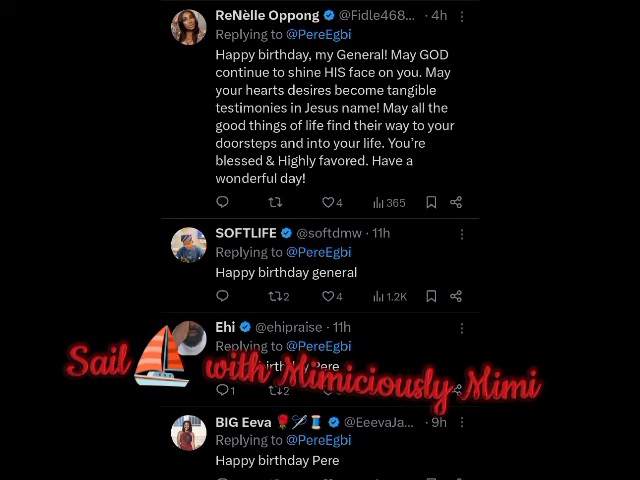 ReNèlle Oppong @Fidle468... · 4h
Replying to @PereEgbi
Happy birthday, my General! May GOD
continue to shine HIS face on you. May
your hearts desires become tangible
testimonies in Jesus name! May all the
good things of life find their way to your
doorsteps and into your life. You're
blessed & Highly favored. Have a
wonderful day!
4 365
SOFTLIFE @softdmw · 11h
Replying to @PereEgbi
Happy birthday general
2 4 1.2K
Ehi @ehipraise · 11h
Replying to @PereEgbi
Pere
Sail with Mimiciously Mimi
1 2
BIG Eeva 🌹🪡🧵 @EeevaJa... · 9h
Replying to @PereEgbi
Happy birthday Pere